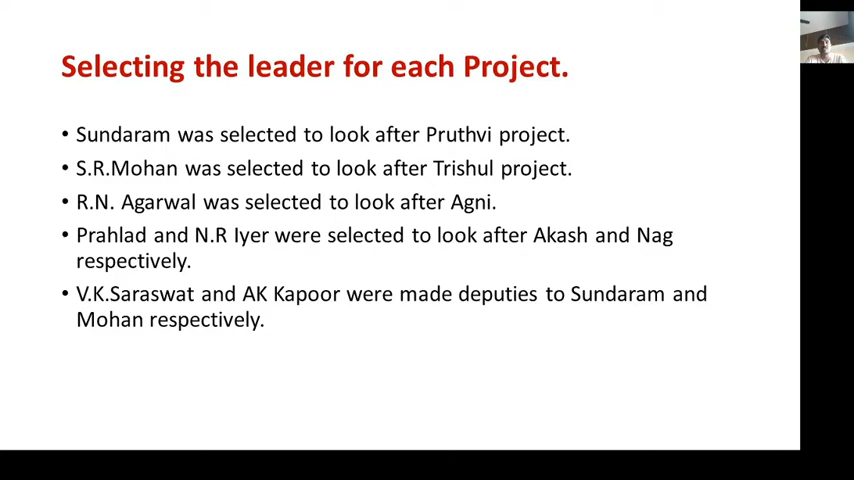 Selecting the leader for each Project.
• Sundaram was selected to look after Pruthvi project.
• S.R.Mohan was selected to look after Trishul project.
• R.N. Agarwal was selected to look after Agni.
• Prahlad and N.R Iyer were selected to look after Akash and Nag
respectively.
• V.K.Saraswat and AK Kapoor were made deputies to Sundaram and
Mohan respectively.